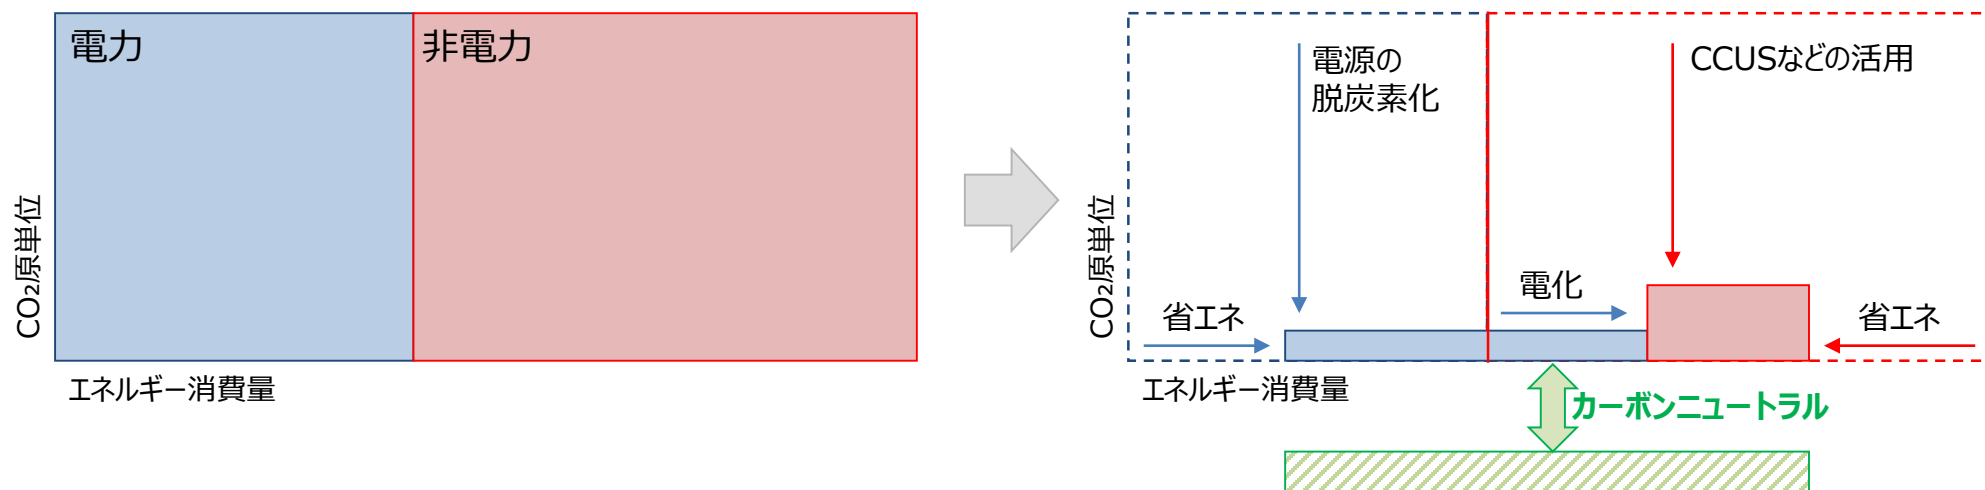 電力
非電力
CO₂原単位
エネルギー消費量
電源の
脱炭素化
CCUSなどの活用
CO₂原単位
電化
省エネ
省エネ
エネルギー消費量
カーボンニュートラル